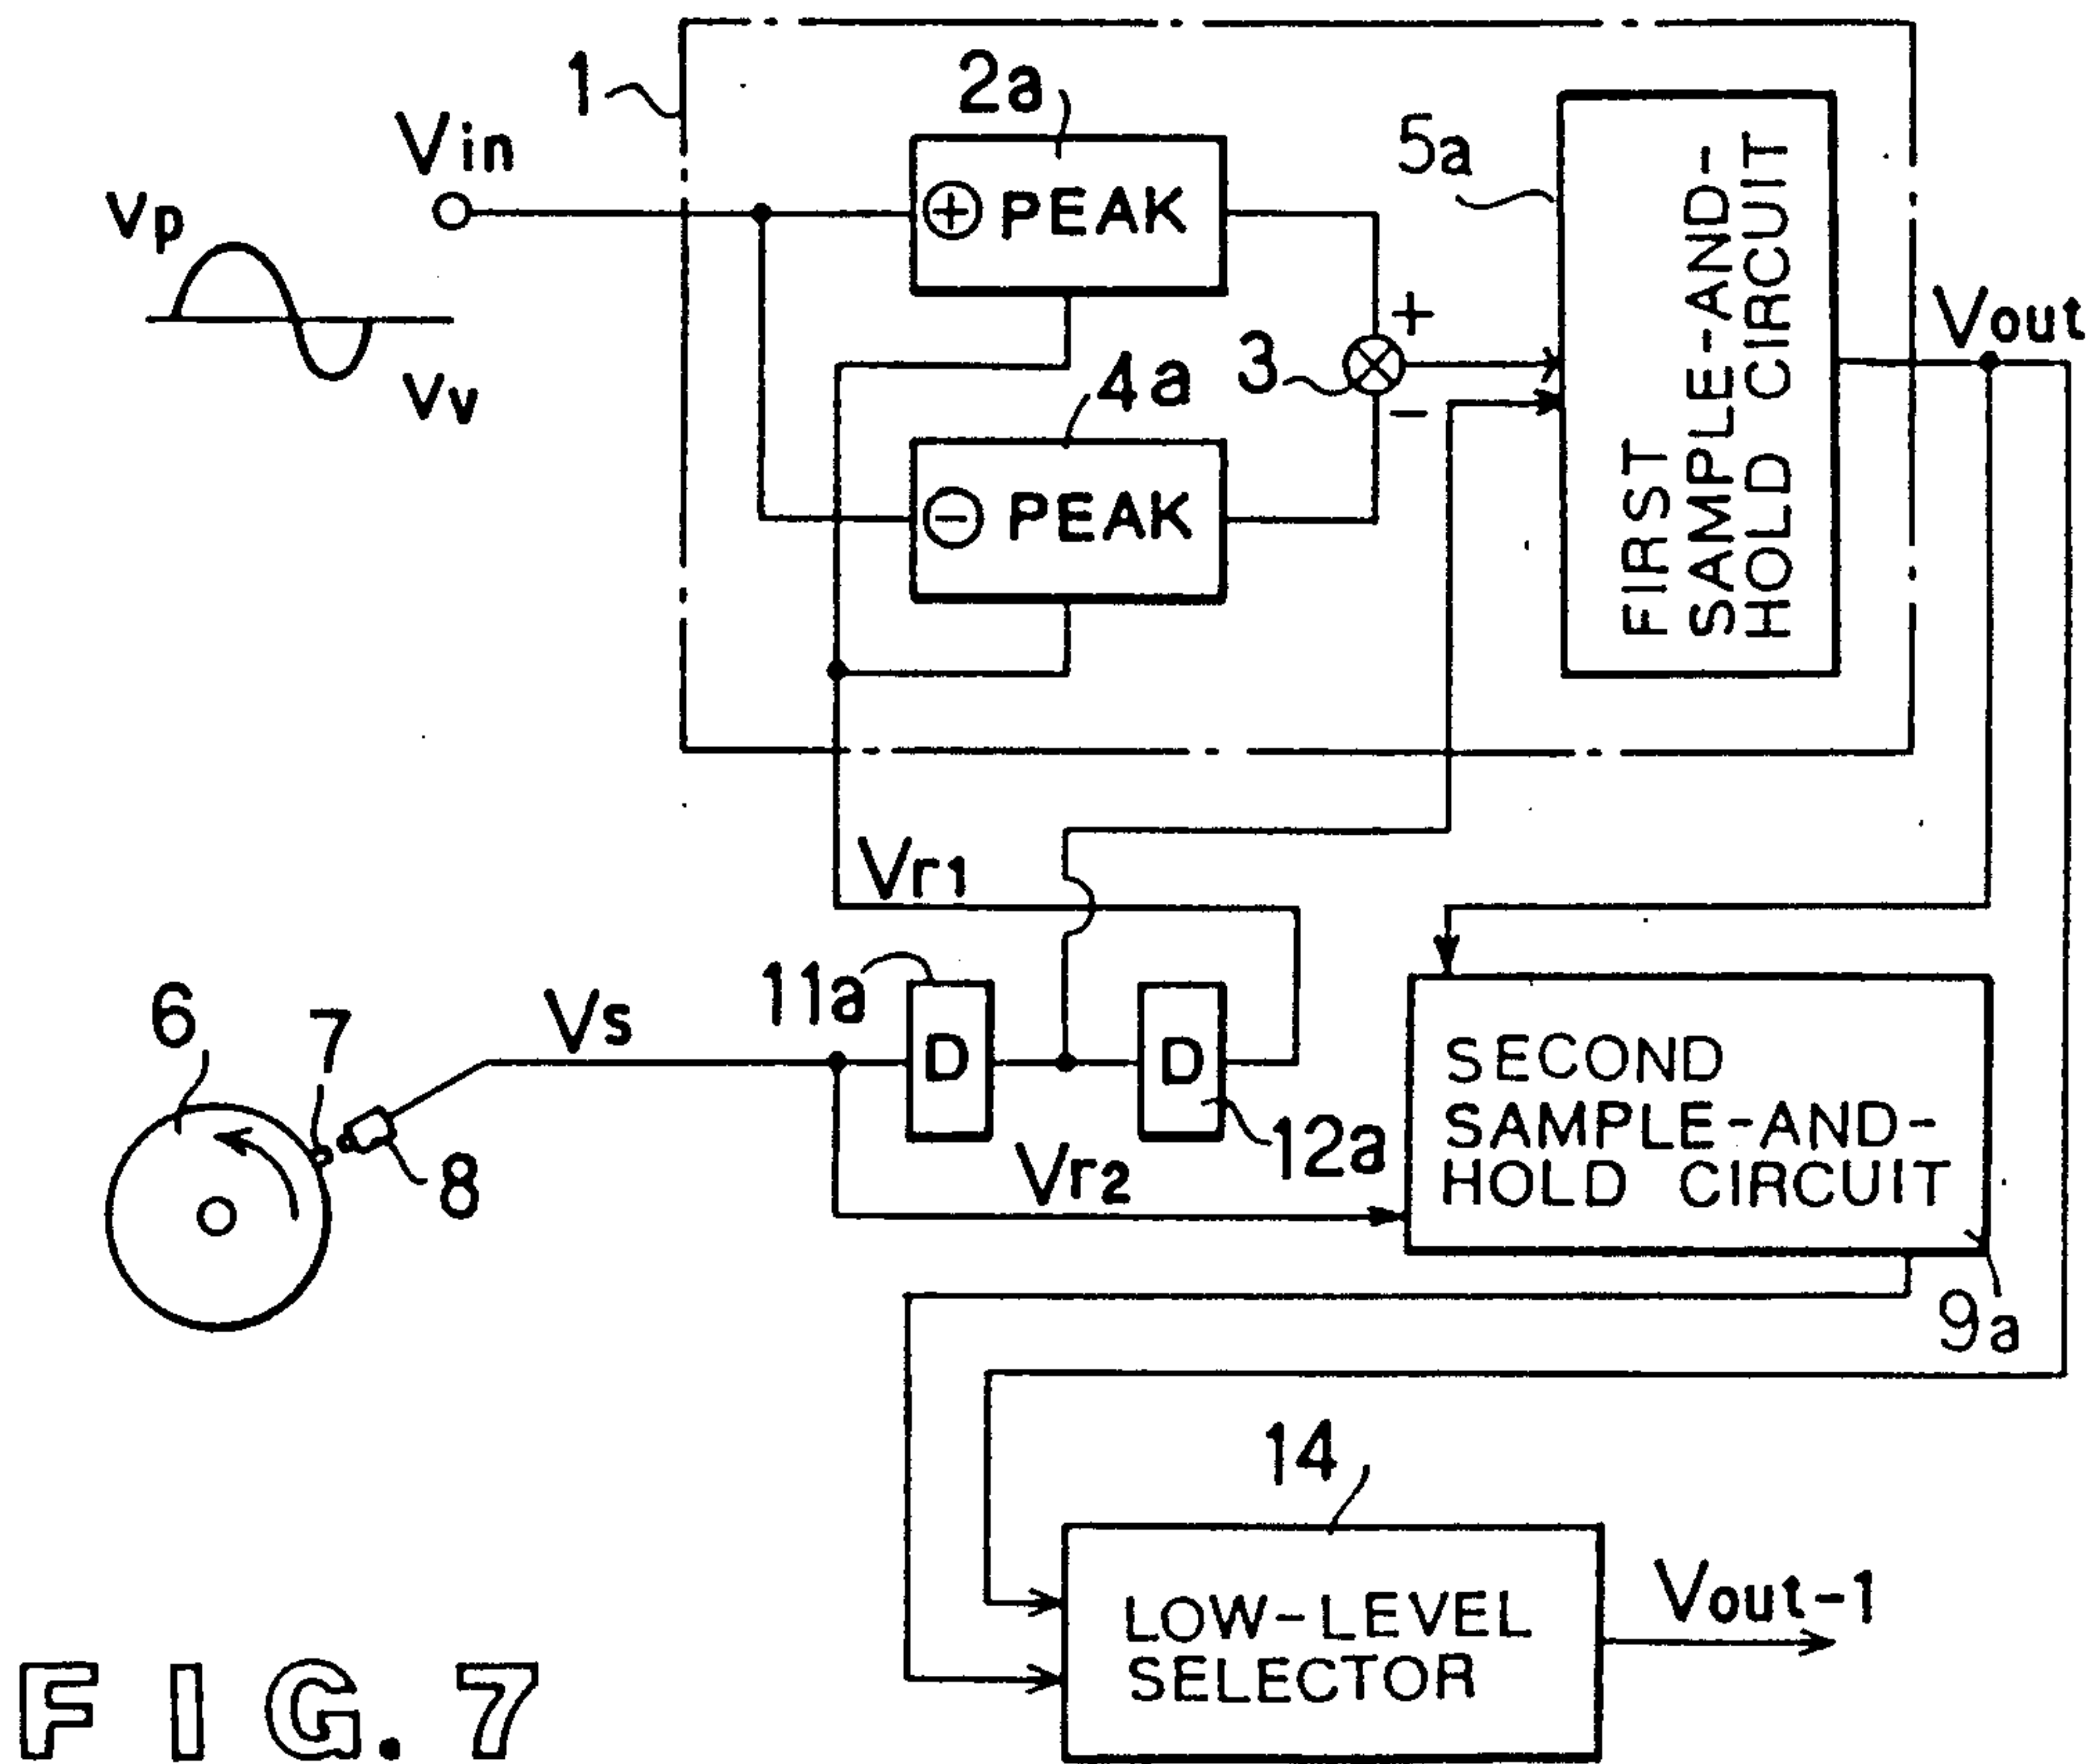 1
2a
Vin
Vp
Vv
⊕ PEAK
5a
FIRST
SAMPLE-AND-
HOLD CIRCUIT
Vout
+
3
−
4a
⊖ PEAK
Vr1
11a
6
7
Vs
D
D
8
12a
Vr2
SECOND
SAMPLE-AND-
HOLD CIRCUIT
9a
14
LOW-LEVEL
SELECTOR
Vout-1
FIG. 7